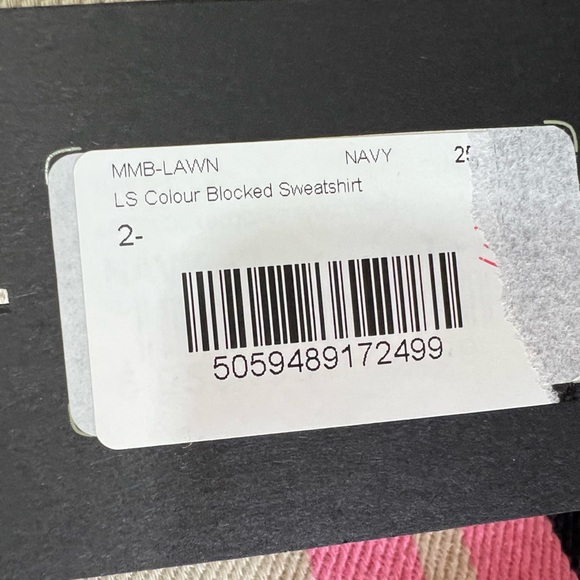 MMB-LAWN NAVY 25
LS Colour Blocked Sweatshirt
2-
5059489172499